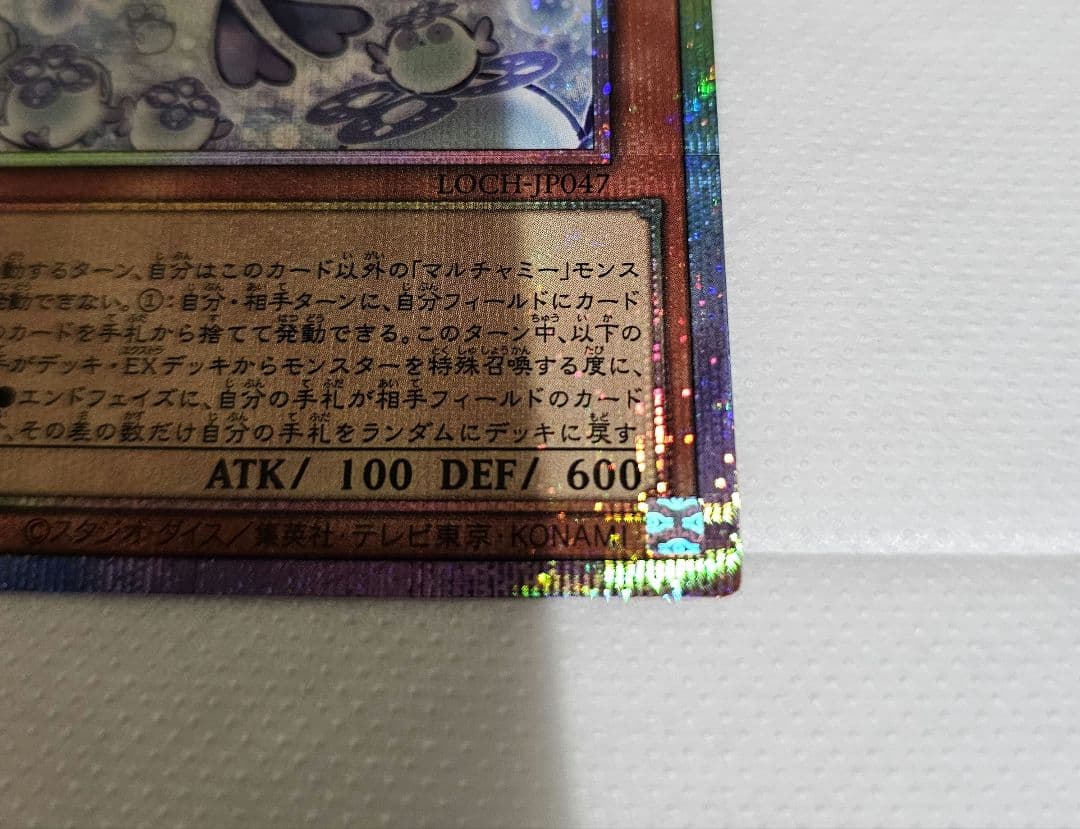 LOCH-JP047
動するターン、自分はこのカード以外の「マルチャミー」モンス
動できない。①：自分・相手ターンに、自分フィールドにカード
カードを手札から捨てて発動できる。このターン中、以下の
がデッキ・EXデッキからモンスターを特殊召喚する度に、
●エンドフェイズに、自分の手札が相手フィールドのカード
、その差の数だけ自分の手札をランダムにデッキに戻す
ATK/ 100 DEF/ 600
©スタジオ・ダイス／集英社・テレビ東京・KONAMI